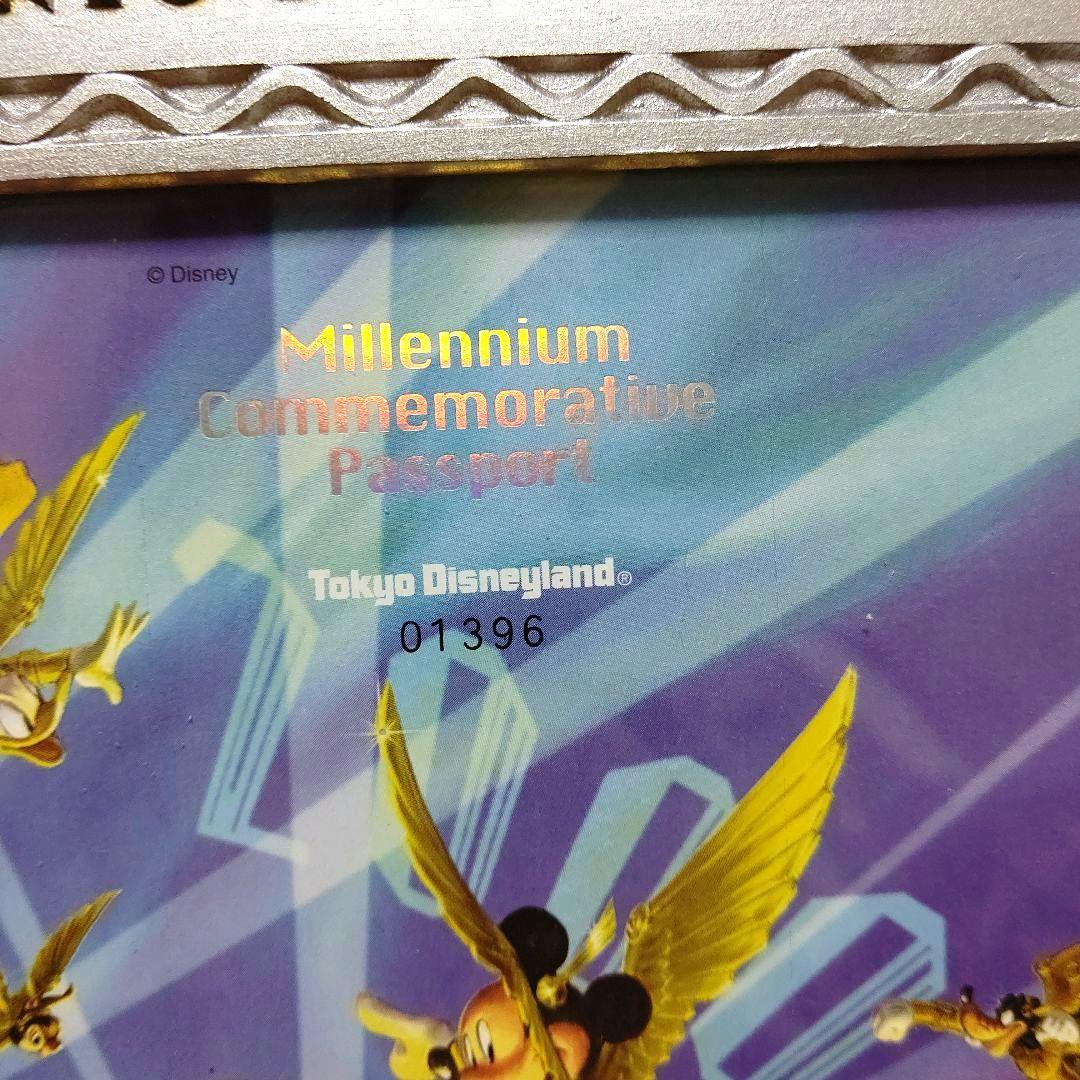 © Disney
Millennium
Commemorative
Passport
Tokyo Disneyland®
01396